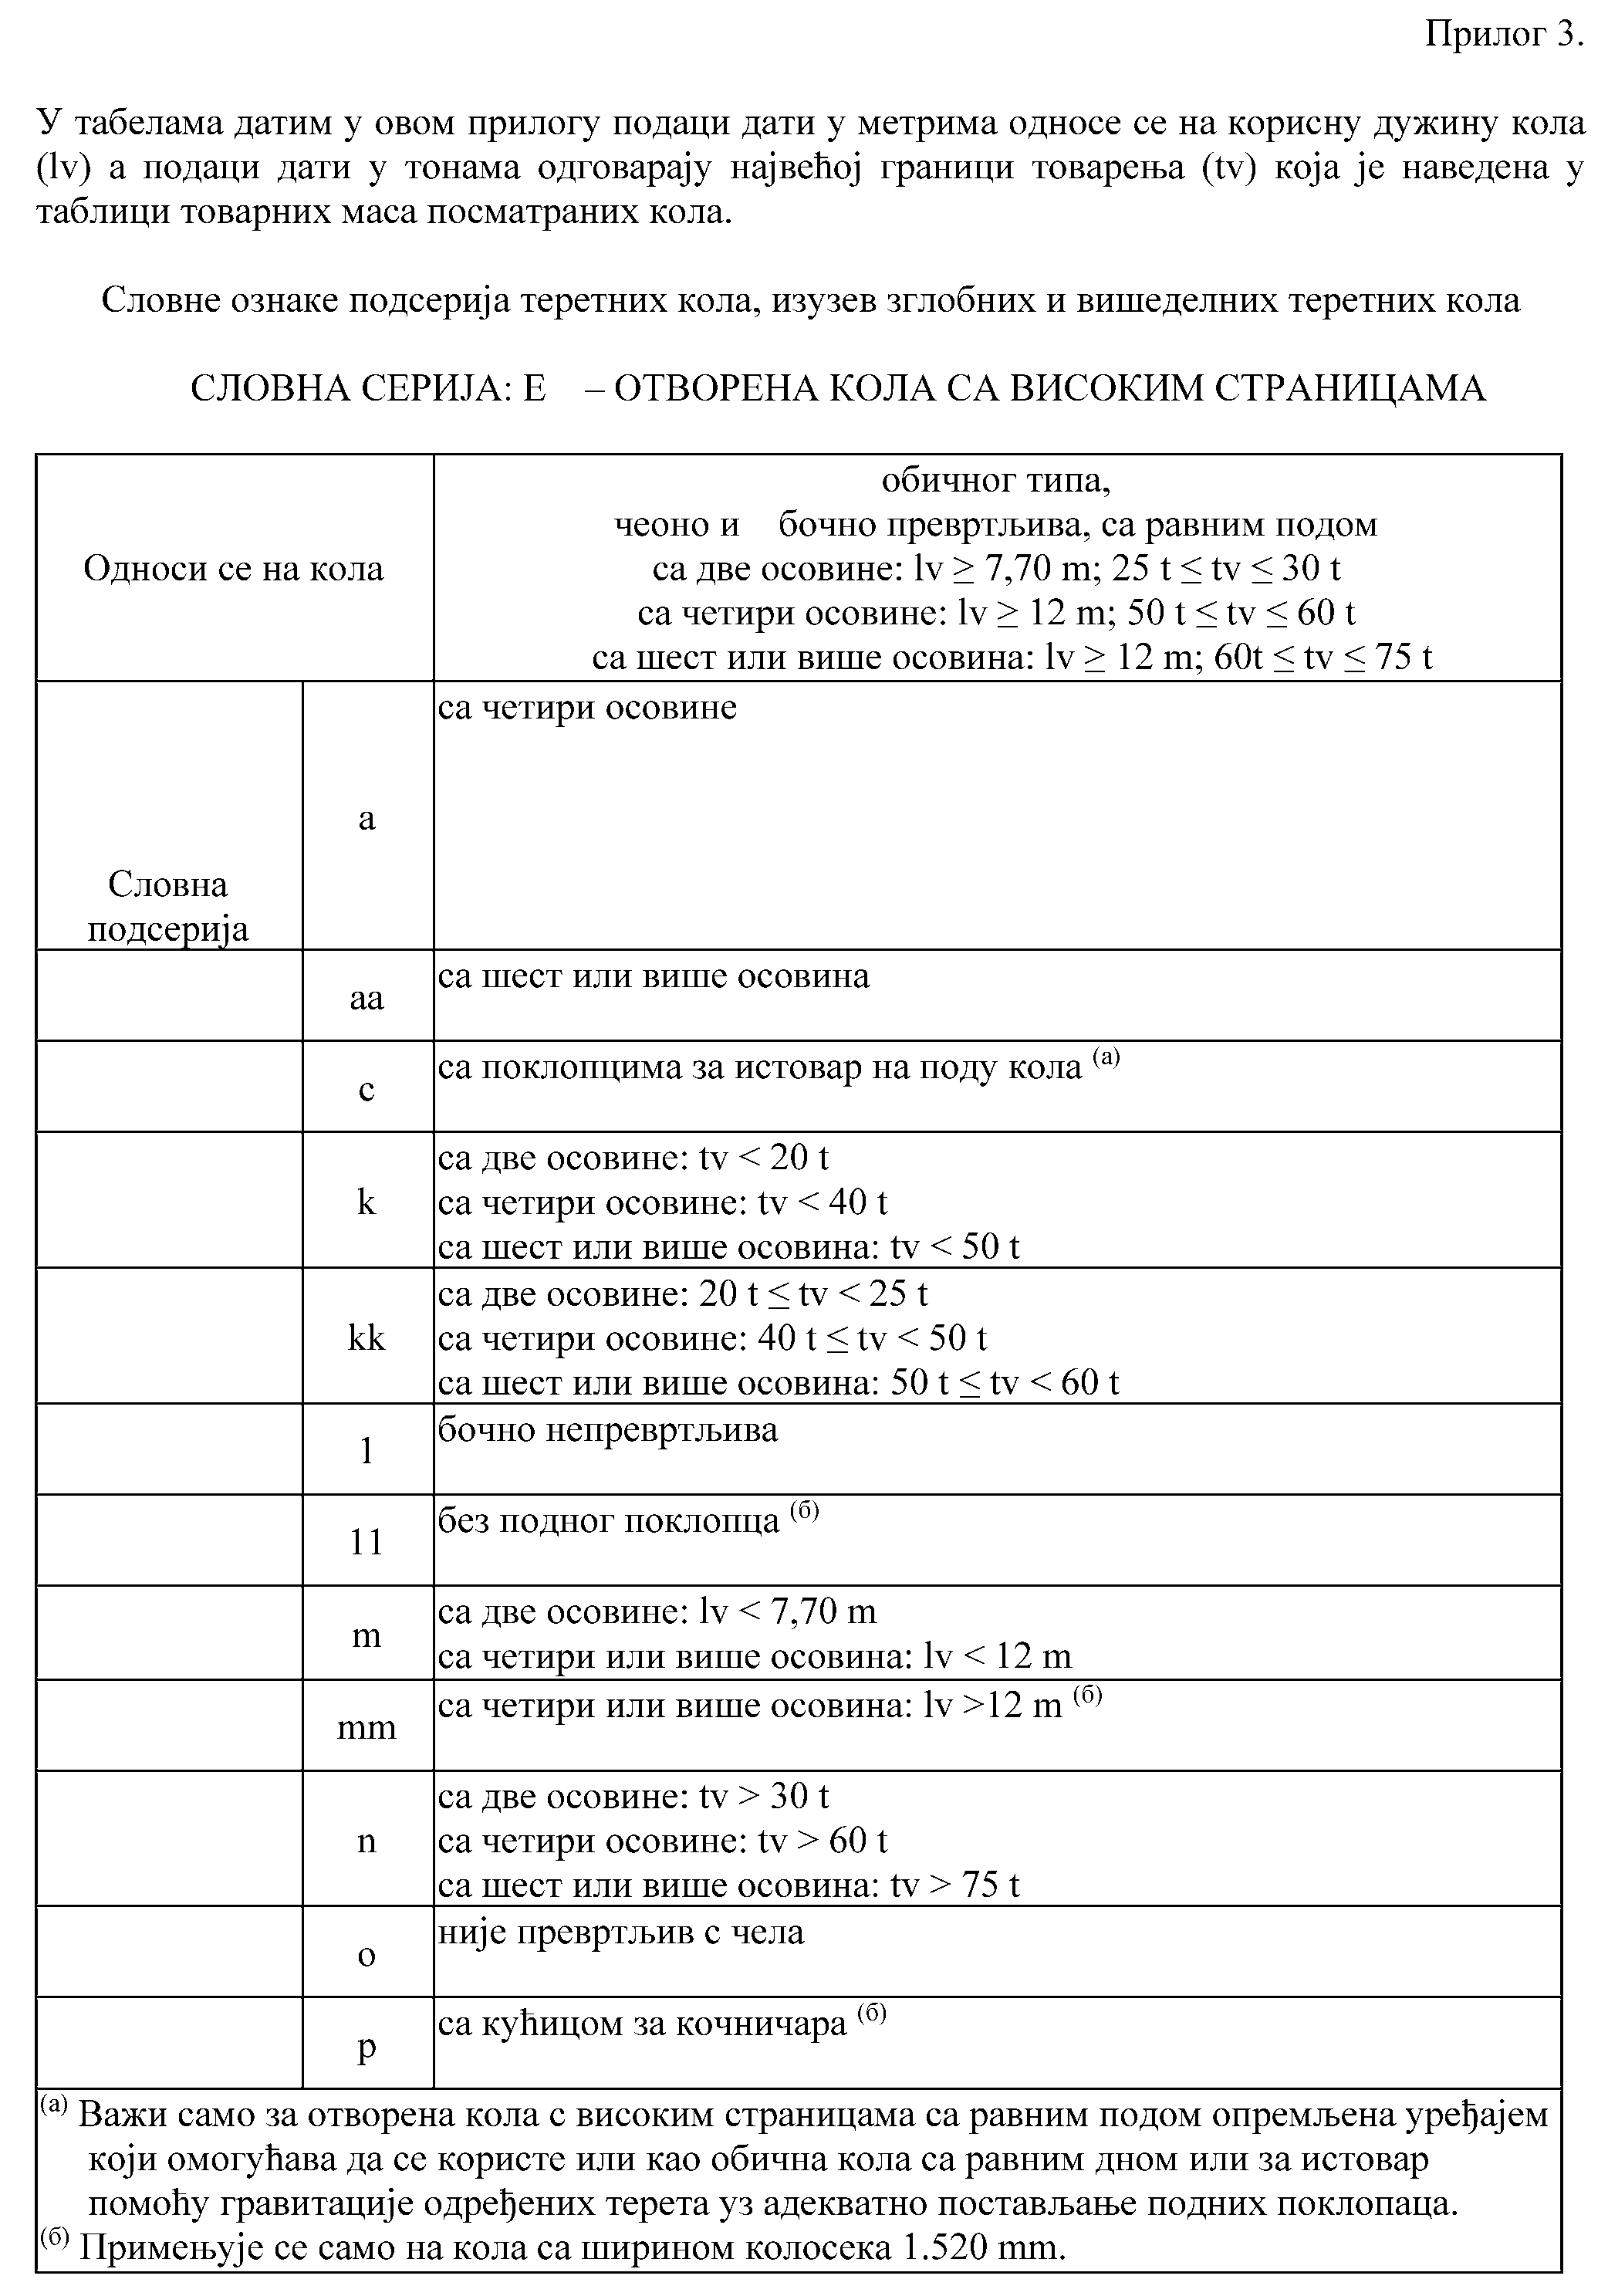 Прилог 3.
У табелама датим у овом прилогу подаци дати у метрима односе се на корисну дужину кола
(lv) а подаци дати у тонама одговарају највећој граници товарења (tv) која је наведена у
таблици товарних маса посматраних кола.
Словне ознаке подсерија теретних кола, изузев зглобних и вишеделних теретних кола
СЛОВНА СЕРИЈА: Е – ОТВОРЕНА КОЛА СА ВИСОКИМ СТРАНИЦАМА
Односи се на кола
обичног типа,
чеоно и бочно превртљива, са равним подом
са две осовине: lv ≥ 7,70 m; 25 t ≤ tv ≤ 30 t
са четири осовине: lv ≥ 12 m; 50 t ≤ tv ≤ 60 t
са шест или више осовина: lv ≥ 12 m; 60t ≤ tv ≤ 75 t
Словна
подсерија
a
са четири осовине
aa
са шест или више осовина
c
са поклопцима за истовар на поду кола (а)
k
са две осовине: tv < 20 t
са четири осовине: tv < 40 t
са шест или више осовина: tv < 50 t
kk
са две осовине: 20 t ≤ tv < 25 t
са четири осовине: 40 t ≤ tv < 50 t
са шест или више осовина: 50 t ≤ tv < 60 t
1
бочно непревртљива
11
без подног поклопца (б)
m
са две осовине: lv < 7,70 m
са четири или више осовина: lv < 12 m
mm
са четири или више осовина: lv >12 m (б)
n
са две осовине: tv > 30 t
са четири осовине: tv > 60 t
са шест или више осовина: tv > 75 t
o
није превртљив с чела
p
са кућицом за кочничара (б)
(а) Важи само за отворена кола с високим страницама са равним подом опремљена уређајем
који омогућава да се користе или као обична кола са равним дном или за истовар
помоћу гравитације одређених терета уз адекватно постављање подних поклопаца.
(б) Примењује се само на кола са ширином колосека 1.520 mm.